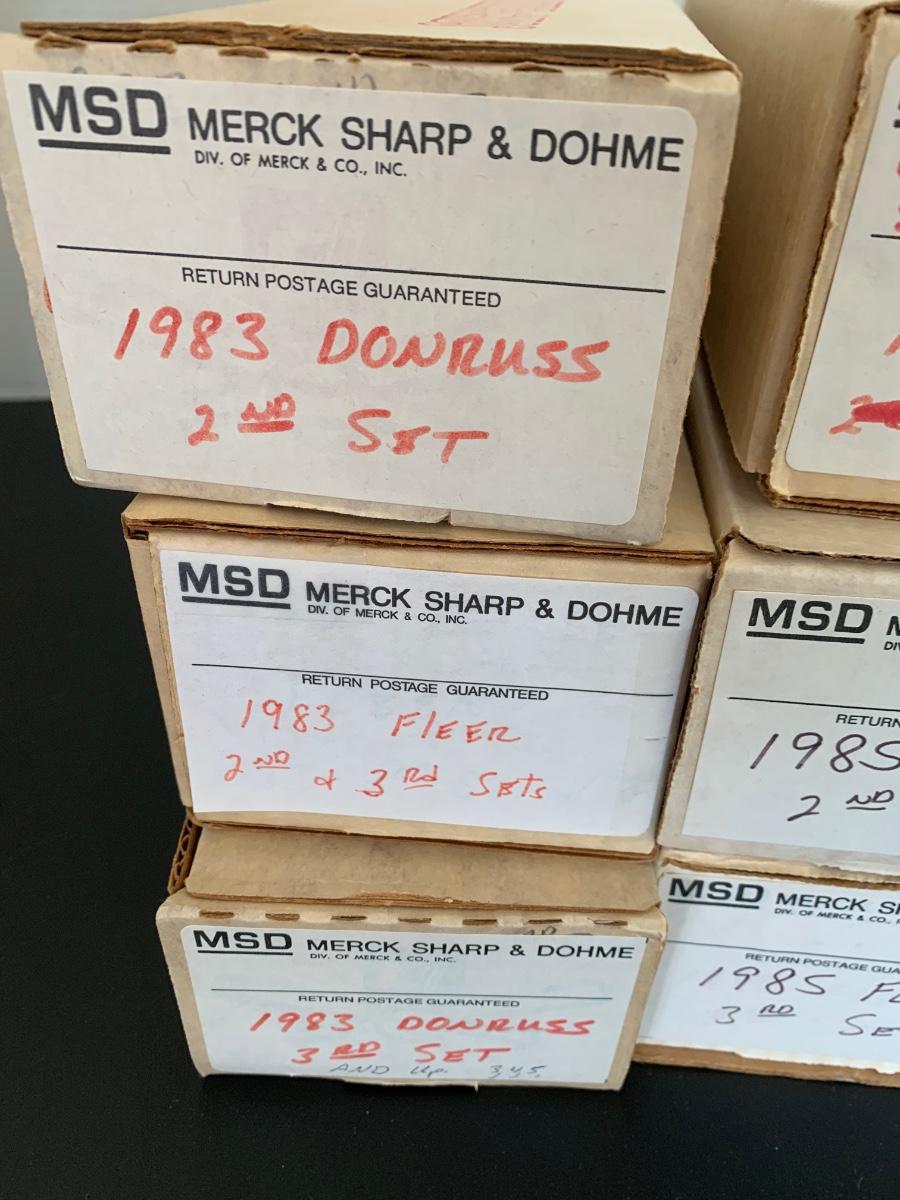 MSD MERCK SHARP & DOHME
DIV. OF MERCK & CO., INC.
RETURN POSTAGE GUARANTEED
1983 DONRUSS
2ND SET
MSD MERCK SHARP & DOHME
DIV. OF MERCK & CO., INC.
RETURN POSTAGE GUARANTEED
1983 FlEER
2ND & 3Rd SEts
MSD MERCK SHARP & DOHME
DIV. OF MERCK & CO., INC.
RETURN POSTAGE GUARANTEED
1983 DONRUSS
3RD SET
AND Up
MSD
RETURN
1985
2ND
MSD MERCK
DIV. OF MERCK & CO.,
RETURN POSTAGE
1985
3RD